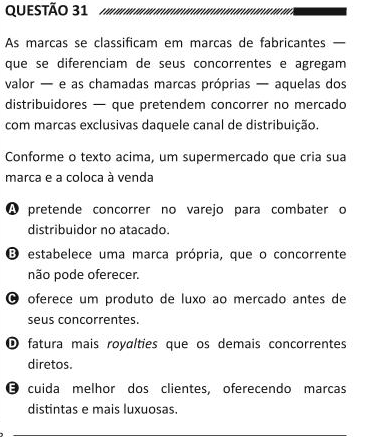 QUESTÃO 31
As marcas se classificam em marcas de fabricantes —
que se diferenciam de seus concorrentes e agregam
valor — e as chamadas marcas próprias — aquelas dos
distribuidores — que pretendem concorrer no mercado
com marcas exclusivas daquele canal de distribuição.
Conforme o texto acima, um supermercado que cria sua
marca e a coloca à venda
A pretende concorrer no varejo para combater o
distribuidor no atacado.
B estabelece uma marca própria, que o concorrente
não pode oferecer.
C oferece um produto de luxo ao mercado antes de
seus concorrentes.
D fatura mais royalties que os demais concorrentes
diretos.
E cuida melhor dos clientes, oferecendo marcas
distintas e mais luxuosas.